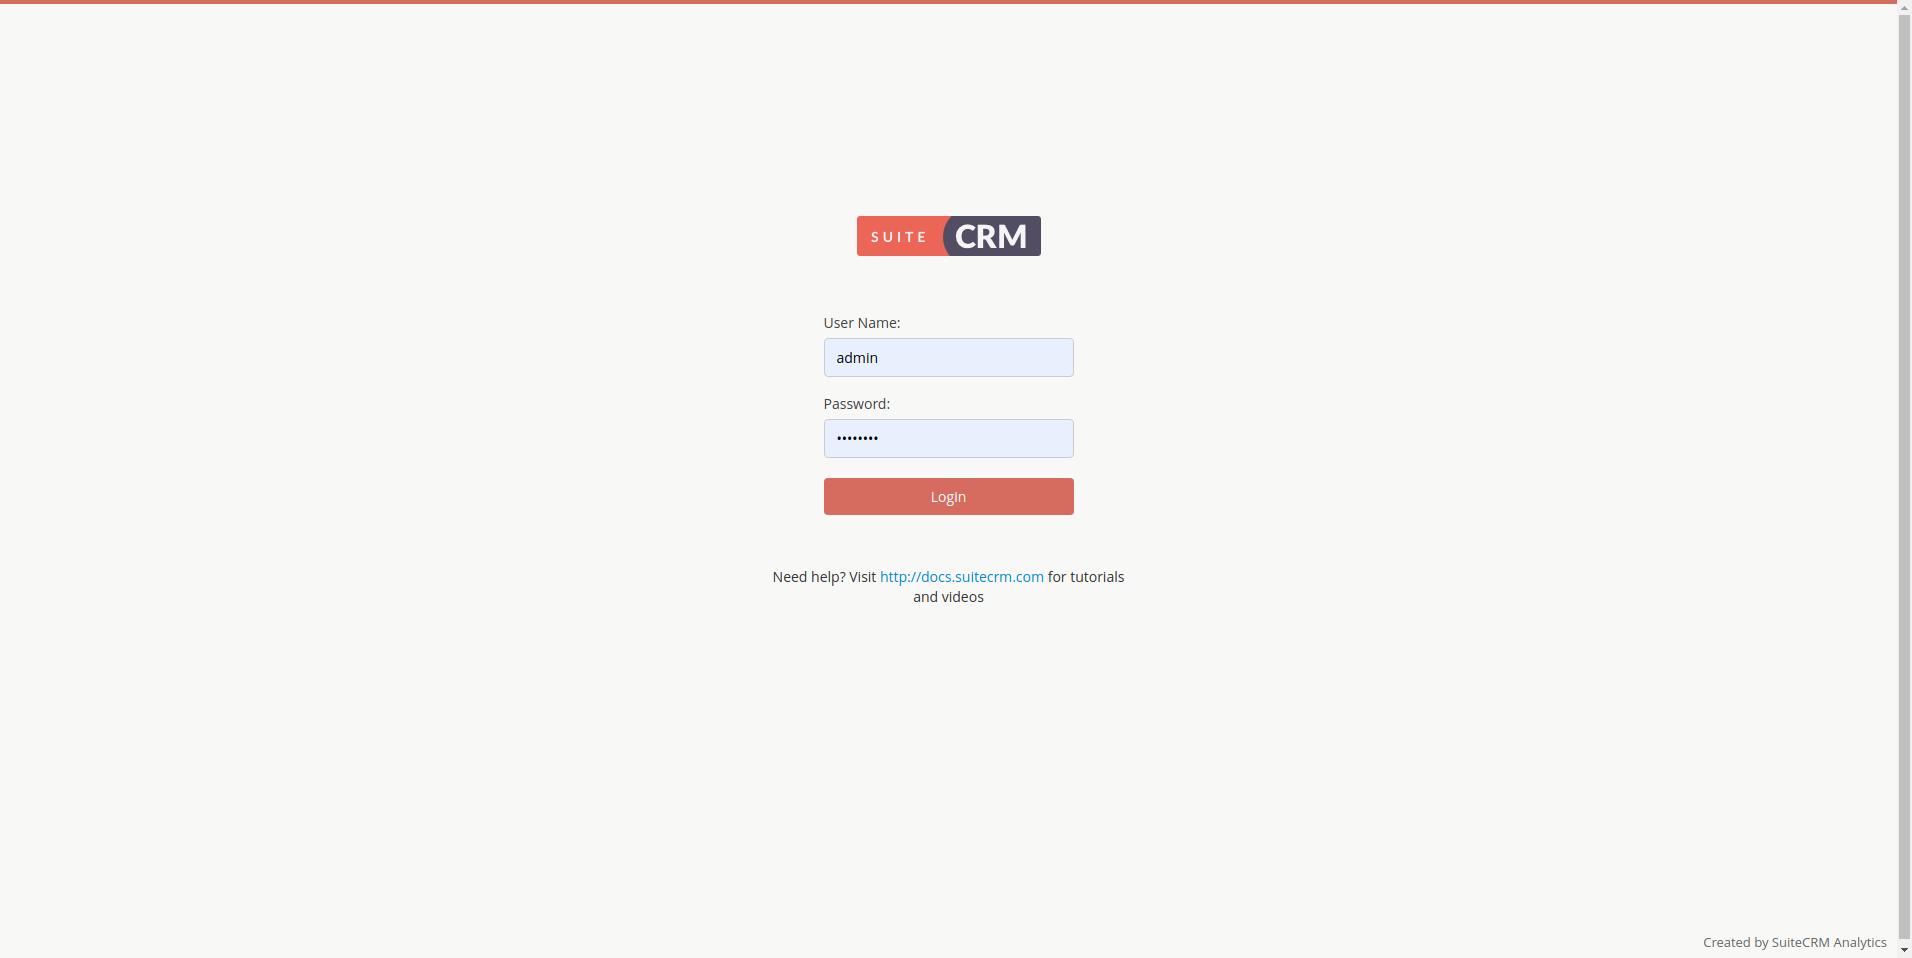 SUITE CRM
User Name:
admin
Password:
••••••••
Login
Need help? Visit http://docs.suitecrm.com for tutorials
and videos
Created by SuiteCRM Analytics